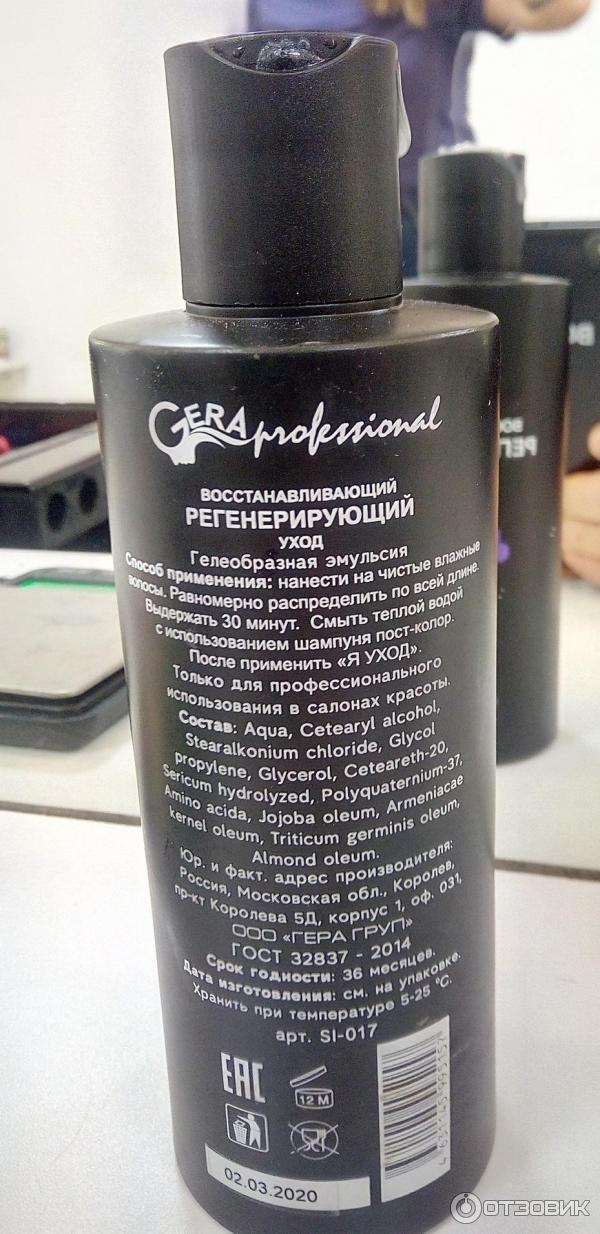 GERA professional
ВОССТАНАВЛИВАЮЩИЙ
РЕГЕНЕРИРУЮЩИЙ
УХОД
Гелеобразная эмульсия
Способ применения: нанести на чистые влажные
волосы. Равномерно распределить по всей длине.
Выдержать 30 минут. Смыть теплой водой
с использованием шампуня пост-колор.
После применить «Я УХОД».
Только для профессионального
использования в салонах красоты.
Состав: Aqua, Cetearyl alcohol,
Stearalkonium chloride, Glycol
propylene, Glycerol, Ceteareth-20,
Sericum hydrolyzed, Polyquaternium-37,
Amino acida, Jojoba oleum, Armeniacae
kernel oleum, Triticum germinis oleum,
Almond oleum.
Юр. и факт. адрес производителя:
Россия, Московская обл., Королев,
пр-кт Королева 5Д, корпус 1, оф. 031,
ООО «ГЕРА ГРУП»
ГОСТ 32837 - 2014
Срок годности: 36 месяцев.
Дата изготовления: см. на упаковке.
Хранить при температуре 5-25 °C.
арт. SI-017
EAC
12 M
02.03.2020
ОТЗОВИК